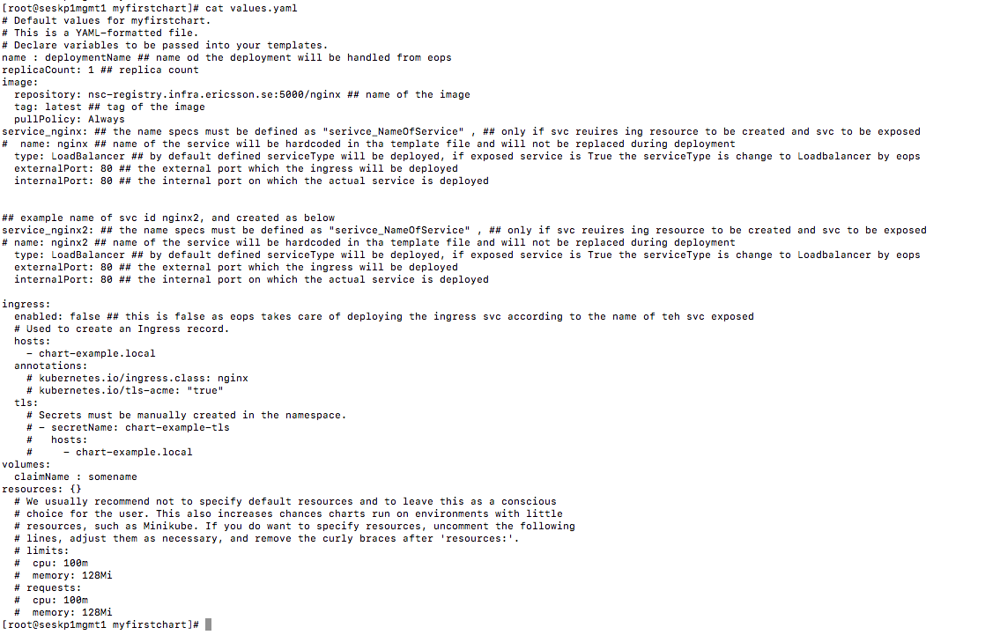 [root@seskp1mgmt1 myfirstchart]# cat values.yaml
# Default values for myfirstchart.
# This is a YAML-formatted file.
# Declare variables to be passed into your templates.
name : deploymentName ## name od the deployment will be handled from eops
replicaCount: 1 ## replica count
image:
  repository: nsc-registry.infra.ericsson.se:5000/nginx ## name of the image
  tag: latest ## tag of the image
  pullPolicy: Always
service_nginx: ## the name specs must be defined as "serivce_NameOfService" , ## only if svc reuires ing resource to be created and svc to be exposed
#  name: nginx ## name of the service will be hardcoded in tha template file and will not be replaced during deployment
  type: LoadBalancer ## by default defined serviceType will be deployed, if exposed service is True the serviceType is change to Loadbalancer by eops
  externalPort: 80 ## the external port which the ingress will be deployed
  internalPort: 80 ## the internal port on which the actual service is deployed
## example name of svc id nginx2, and created as below
service_nginx2: ## the name specs must be defined as "serivce_NameOfService" , ## only if svc reuires ing resource to be created and svc to be exposed
# name: nginx2 ## name of the service will be hardcoded in tha template file and will not be replaced during deployment
  type: LoadBalancer ## by default defined serviceType will be deployed, if exposed service is True the serviceType is change to Loadbalancer by eops
  externalPort: 80 ## the external port which the ingress will be deployed
  internalPort: 80 ## the internal port on which the actual service is deployed
ingress:
  enabled: false ## this is false as eops takes care of deploying the ingress svc according to the name of teh svc exposed
  # Used to create an Ingress record.
  hosts:
    - chart-example.local
  annotations:
    # kubernetes.io/ingress.class: nginx
    # kubernetes.io/tls-acme: "true"
  tls:
    # Secrets must be manually created in the namespace.
    # - secretName: chart-example-tls
    #   hosts:
    #     - chart-example.local
volumes:
  claimName : somename
resources: {}
  # We usually recommend not to specify default resources and to leave this as a conscious
  # choice for the user. This also increases chances charts run on environments with little
  # resources, such as Minikube. If you do want to specify resources, uncomment the following
  # lines, adjust them as necessary, and remove the curly braces after 'resources:'.
  # limits:
  #  cpu: 100m
  #  memory: 128Mi
  # requests:
  #  cpu: 100m
  #  memory: 128Mi
[root@seskp1mgmt1 myfirstchart]#